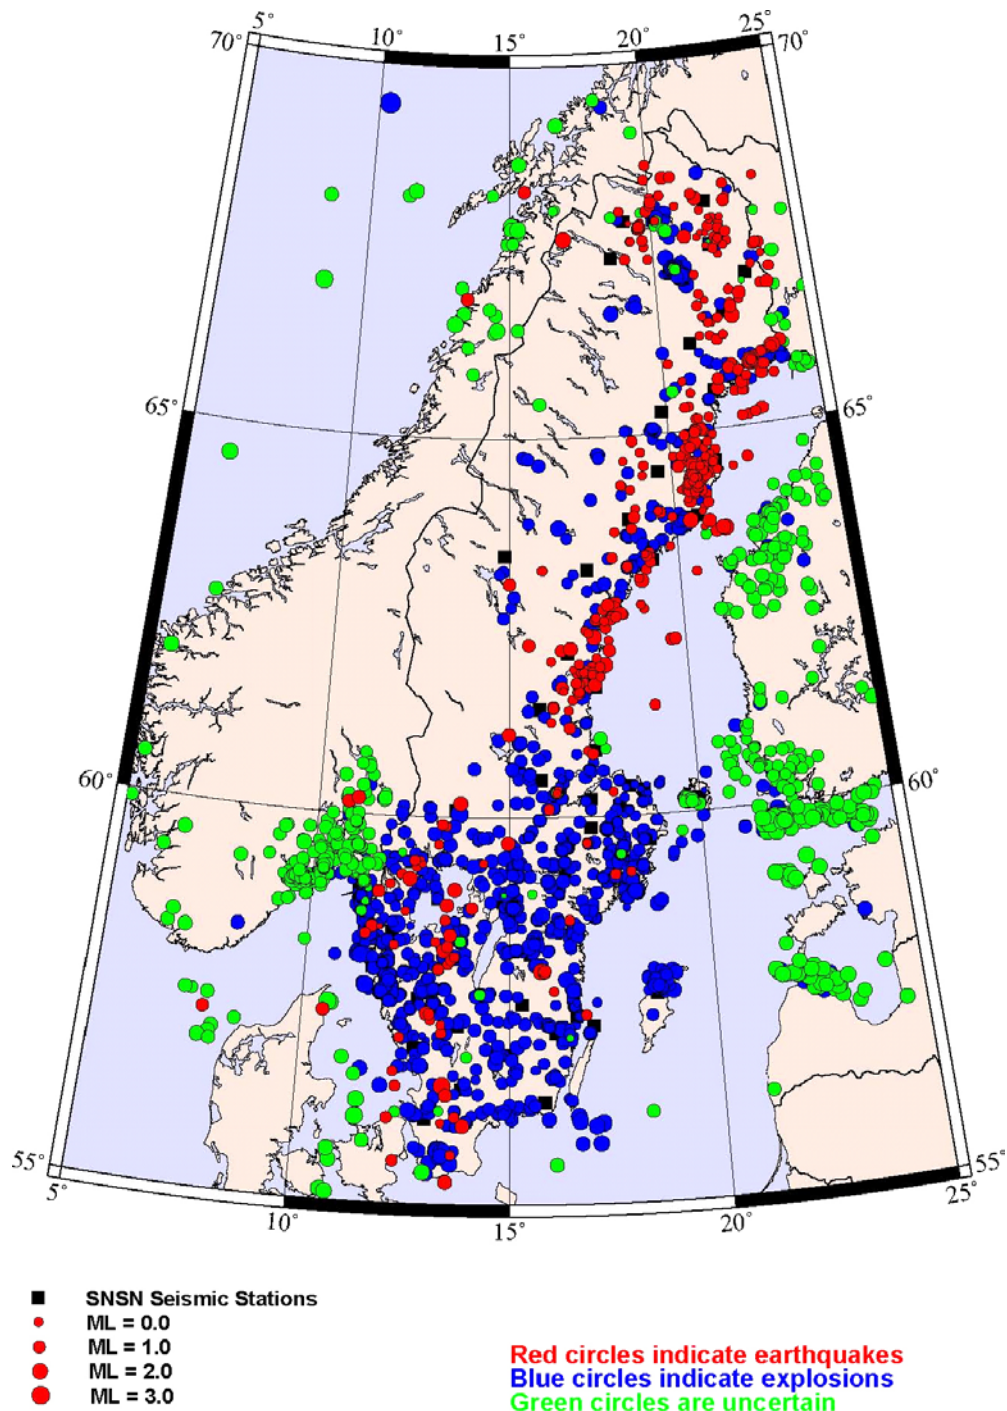 5° 10° 15° 20° 25°
70° 70°
65° 65°
60° 60°
55° 55°
5° 10° 15° 20° 25°
SNSN Seismic Stations
ML = 0.0
ML = 1.0
ML = 2.0
ML = 3.0
Red circles indicate earthquakes
Blue circles indicate explosions
Green circles are uncertain